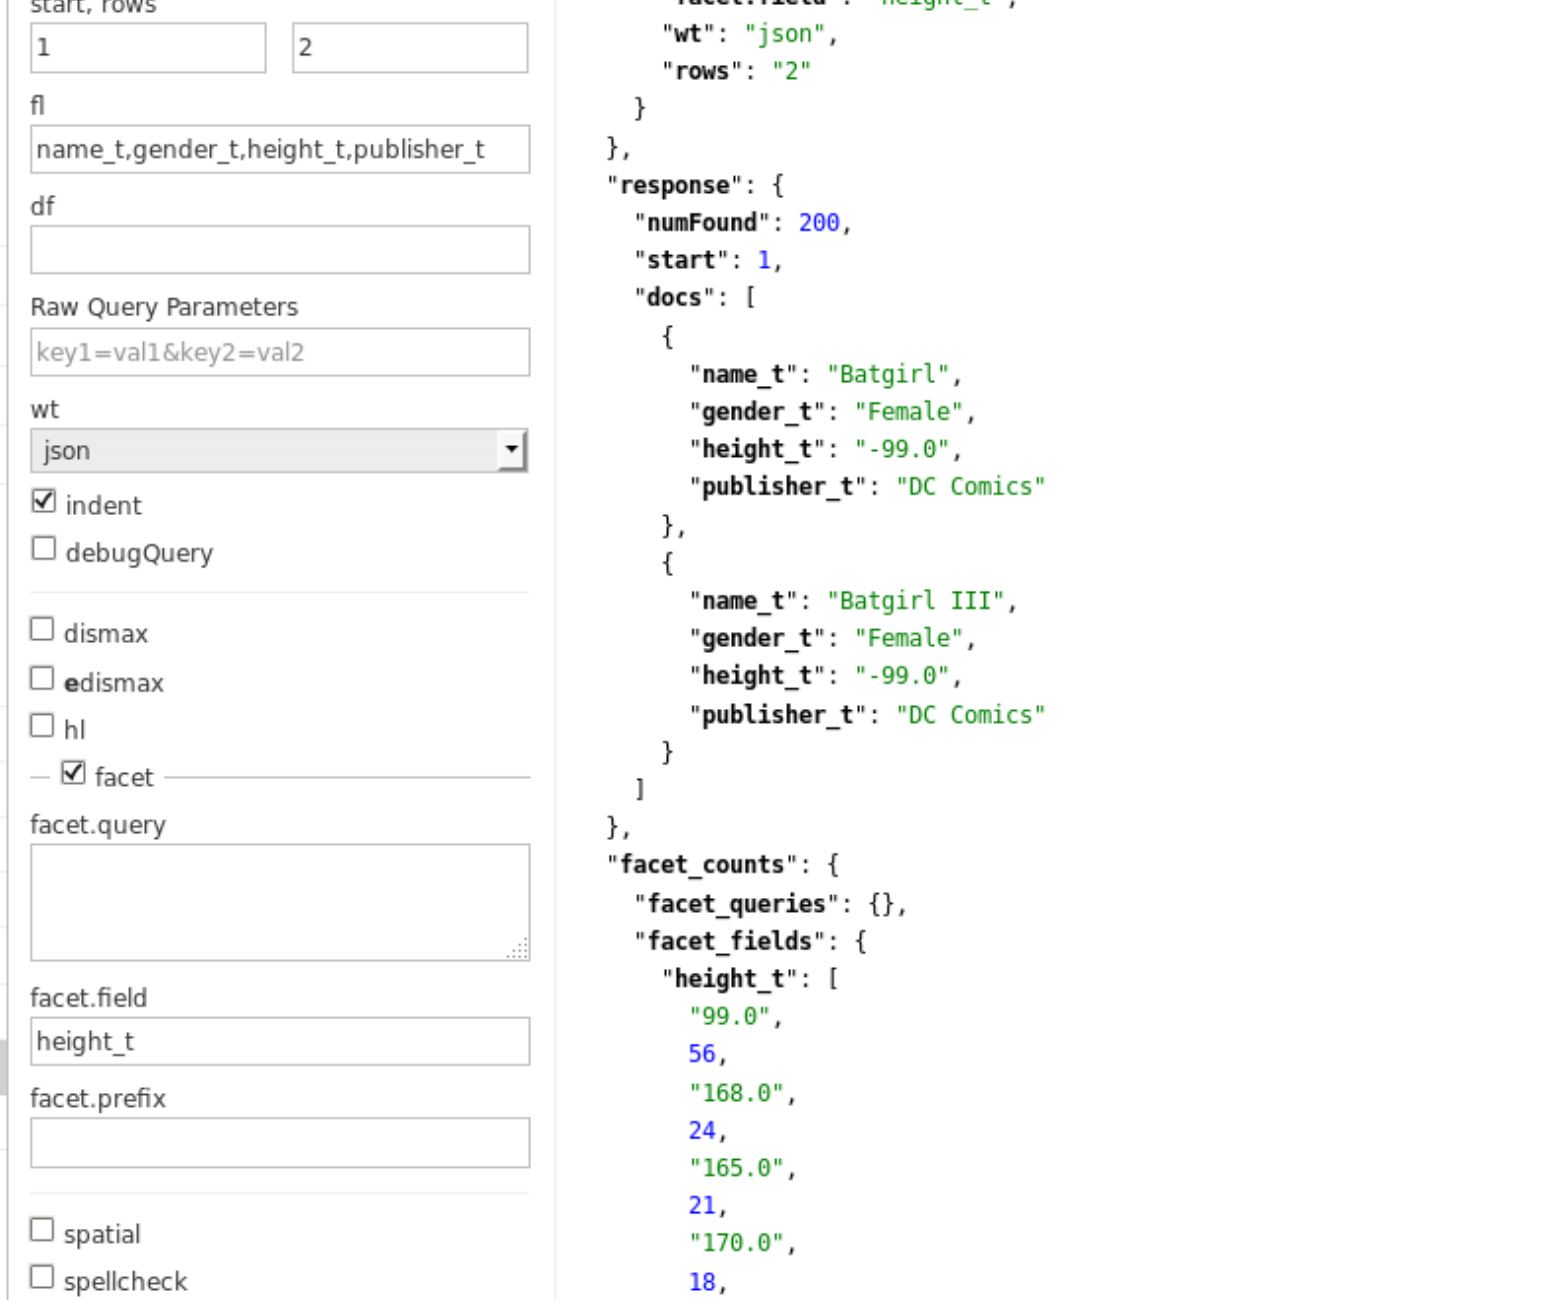 start, rows
1 2
fl
name_t,gender_t,height_t,publisher_t
df
Raw Query Parameters
key1=val1&key2=val2
wt
json
indent
debugQuery
dismax
edismax
hl
facet
facet.query
facet.field
height_t
facet.prefix
spatial
spellcheck
"facet.field": "height_t",
"wt": "json",
"rows": "2"
}
},
"response": {
"numFound": 200,
"start": 1,
"docs": [
{
"name_t": "Batgirl",
"gender_t": "Female",
"height_t": "-99.0",
"publisher_t": "DC Comics"
},
{
"name_t": "Batgirl III",
"gender_t": "Female",
"height_t": "-99.0",
"publisher_t": "DC Comics"
}
]
},
"facet_counts": {
"facet_queries": {},
"facet_fields": {
"height_t": [
"99.0",
56,
"168.0",
24,
"165.0",
21,
"170.0",
18,